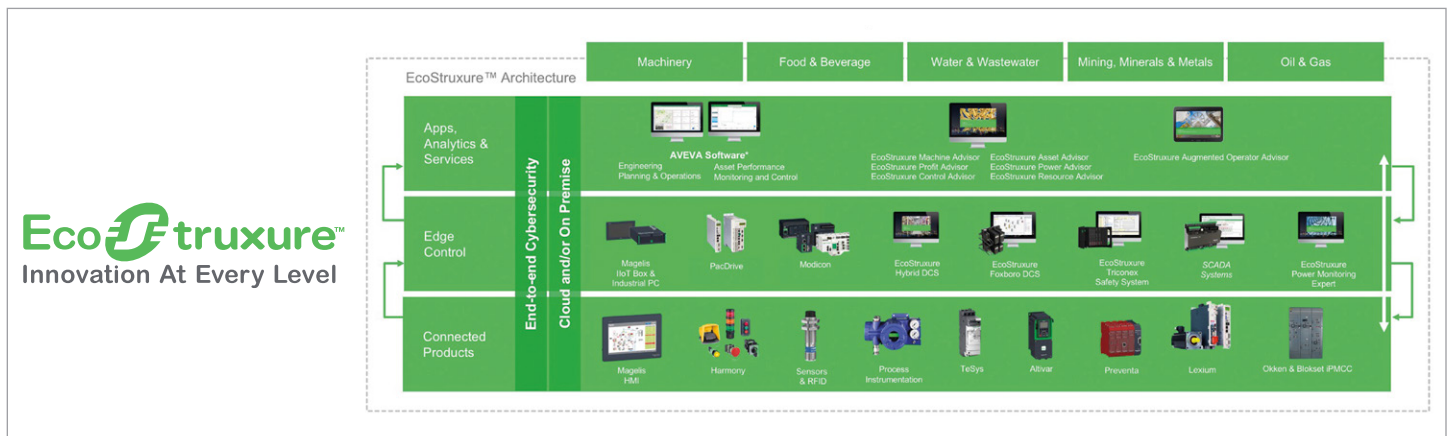 EcoStruxure™
Innovation At Every Level
EcoStruxure™ Architecture
Machinery
Food & Beverage
Water & Wastewater
Mining, Minerals & Metals
Oil & Gas
Apps,
Analytics &
Services
End-to-end Cybersecurity
Cloud and/or On Premise
AVEVA Software*
Engineering
Planning & Operations
Asset Performance
Monitoring and Control
EcoStruxure Machine Advisor
EcoStruxure Profit Advisor
EcoStruxure Control Advisor
EcoStruxure Asset Advisor
EcoStruxure Power Advisor
EcoStruxure Resource Advisor
EcoStruxure Augmented Operator Advisor
Edge
Control
Magelis
IIoT Box &
Industrial PC
PacDrive
Modicon
EcoStruxure
Hybrid DCS
EcoStruxure
Foxboro DCS
EcoStruxure
Triconex
Safety System
SCADA
Systems
EcoStruxure
Power Monitoring
Expert
Connected
Products
Magelis
HMI
Harmony
Sensors
& RFID
Process
Instrumentation
TeSys
Altivar
Preventa
Lexium
Okken & Blokset iPMCC